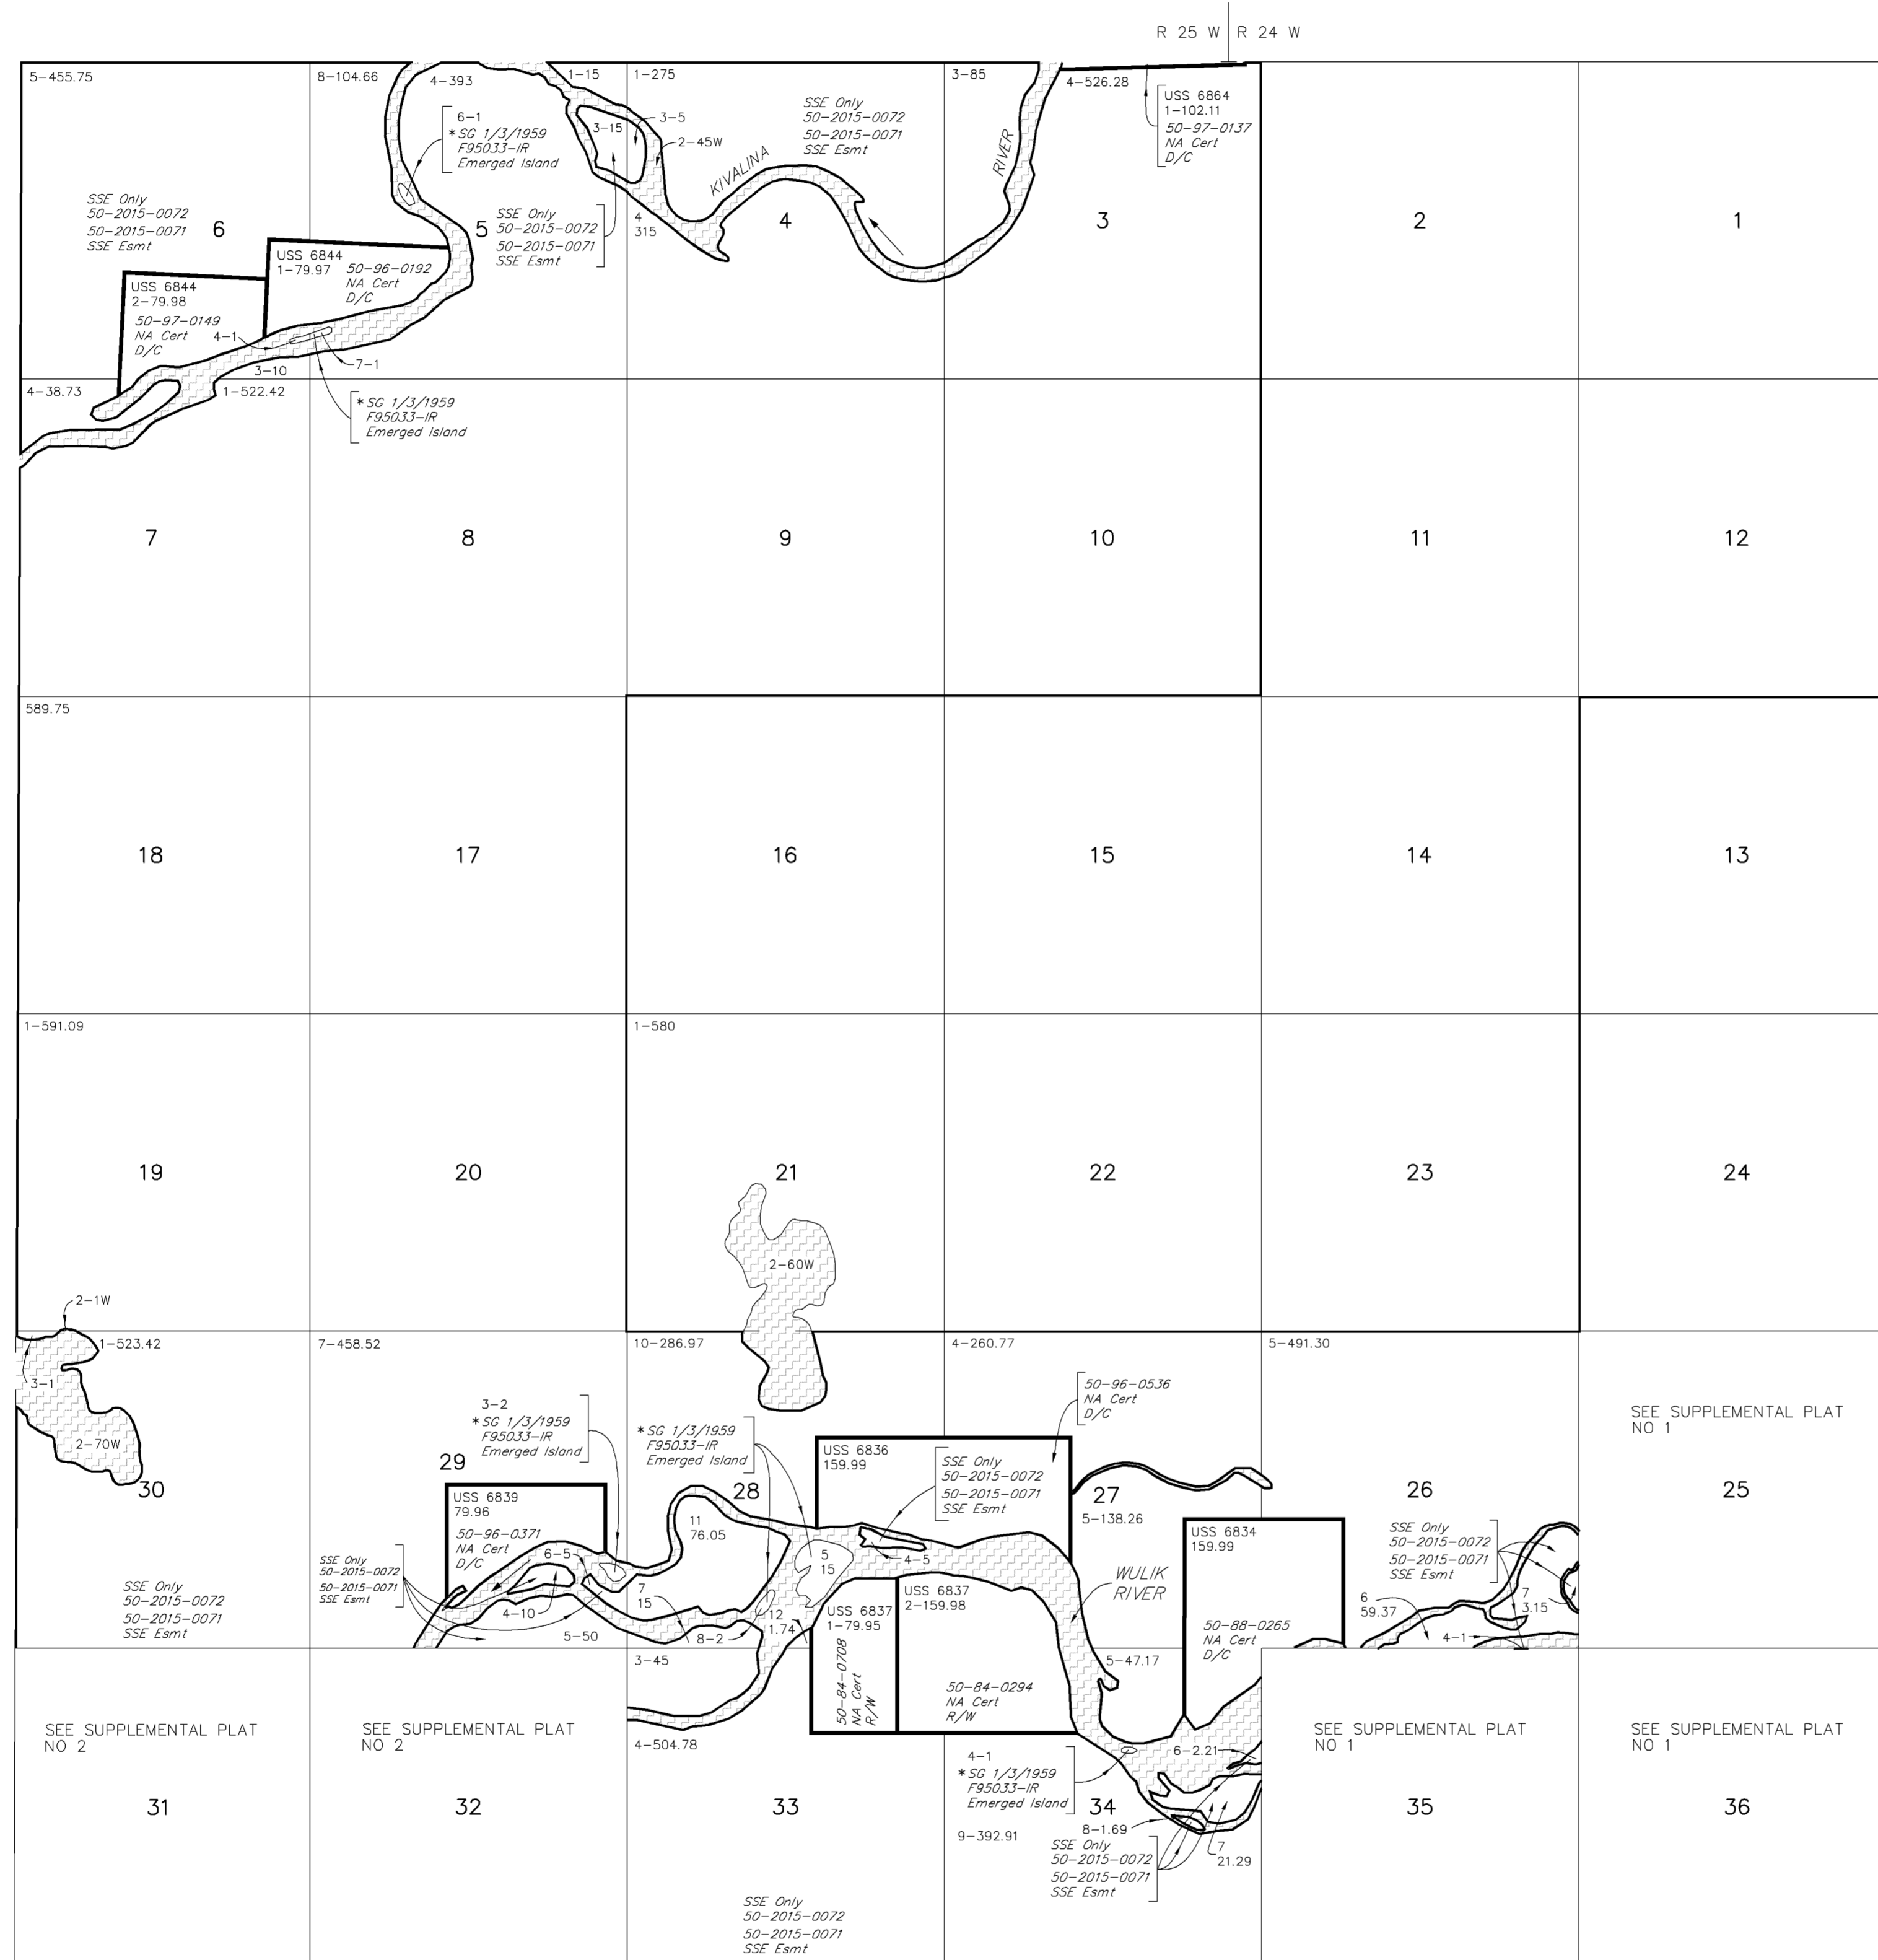 R 25 W
R 24 W
5-455.75
8-104.66
4-393
1-15
1-275
3-85
4-526.28
USS 6864
1-102.11
50-97-0137
NA Cert
D/C
6-1
*SG 1/3/1959
F95033-IR
Emerged Island
3-15
3-5
2-45W
SSE Only
50-2015-0072
50-2015-0071
SSE Esmt
KIVALINA
RIVER
SSE Only
50-2015-0072
50-2015-0071
SSE Esmt
6
5
SSE Only
50-2015-0072
50-2015-0071
SSE Esmt
4
315
4
3
2
1
USS 6844
1-79.97
50-96-0192
NA Cert
D/C
USS 6844
2-79.98
50-97-0149
NA Cert
D/C
4-1
7-1
3-10
4-38.73
1-522.42
*SG 1/3/1959
F95033-IR
Emerged Island
7
8
9
10
11
12
589.75
18
17
16
15
14
13
1-591.09
1-580
19
20
21
22
23
24
2-60W
2-1W
1-523.42
7-458.52
10-286.97
4-260.77
5-491.30
3-1
2-70W
30
SSE Only
50-2015-0072
50-2015-0071
SSE Esmt
3-2
*SG 1/3/1959
F95033-IR
Emerged Island
29
USS 6839
79.96
50-96-0371
NA Cert
D/C
SSE Only
50-2015-0072
50-2015-0071
SSE Esmt
6-5
4-10
5-50
*SG 1/3/1959
F95033-IR
Emerged Island
28
11
76.05
7
15
8-2
12
1.74
5
15
USS 6836
159.99
SSE Only
50-2015-0072
50-2015-0071
SSE Esmt
4-5
50-96-0536
NA Cert
D/C
27
5-138.26
WULIK
RIVER
USS 6837
1-79.95
50-84-0708
NA Cert
R/W
USS 6837
2-159.98
50-84-0294
NA Cert
R/W
USS 6834
159.99
50-88-0265
NA Cert
D/C
26
SSE Only
50-2015-0072
50-2015-0071
SSE Esmt
6
59.37
7
3.15
4-1
SEE SUPPLEMENTAL PLAT
NO 1
25
3-45
5-47.17
SEE SUPPLEMENTAL PLAT
NO 2
31
SEE SUPPLEMENTAL PLAT
NO 2
32
4-504.78
33
SSE Only
50-2015-0072
50-2015-0071
SSE Esmt
4-1
*SG 1/3/1959
F95033-IR
Emerged Island
34
9-392.91
6-2.21
8-1.69
7
21.29
SSE Only
50-2015-0072
50-2015-0071
SSE Esmt
SEE SUPPLEMENTAL PLAT
NO 1
35
SEE SUPPLEMENTAL PLAT
NO 1
36